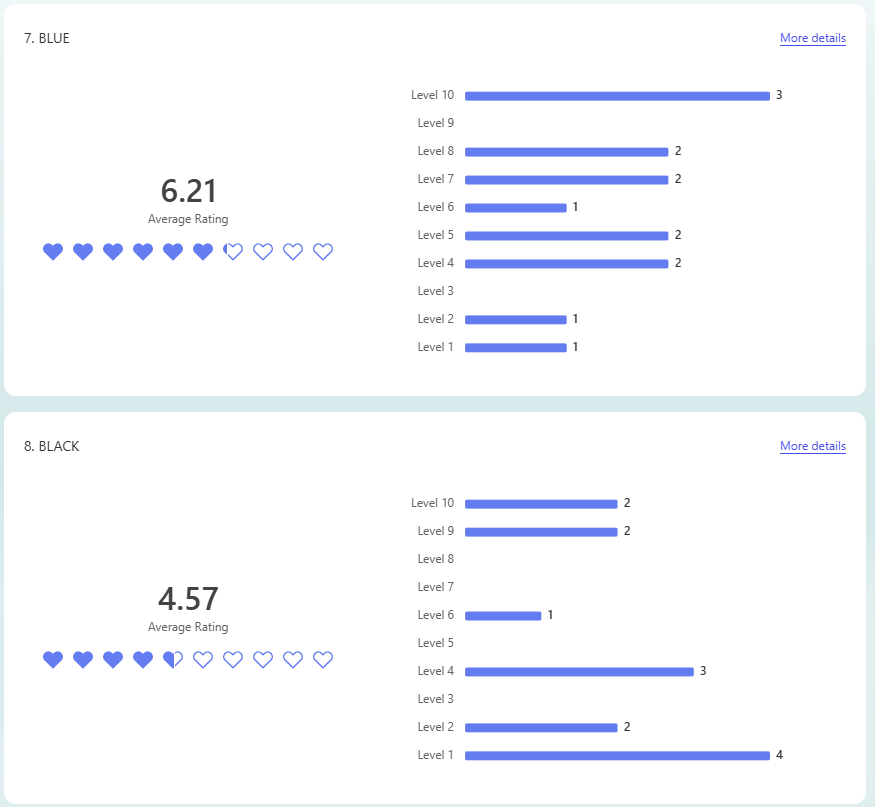 7. BLUE More details
Level 10 3
Level 9
Level 8 2
Level 7 2
6.21
Level 6 1
Average Rating
Level 5 2
Level 4 2
Level 3
Level 2 1
Level 1 1
8. BLACK More details
Level 10 2
Level 9 2
Level 8
Level 7
4.57
Level 6 1
Average Rating
Level 5
Level 4 3
Level 3
Level 2 2
Level 1 4